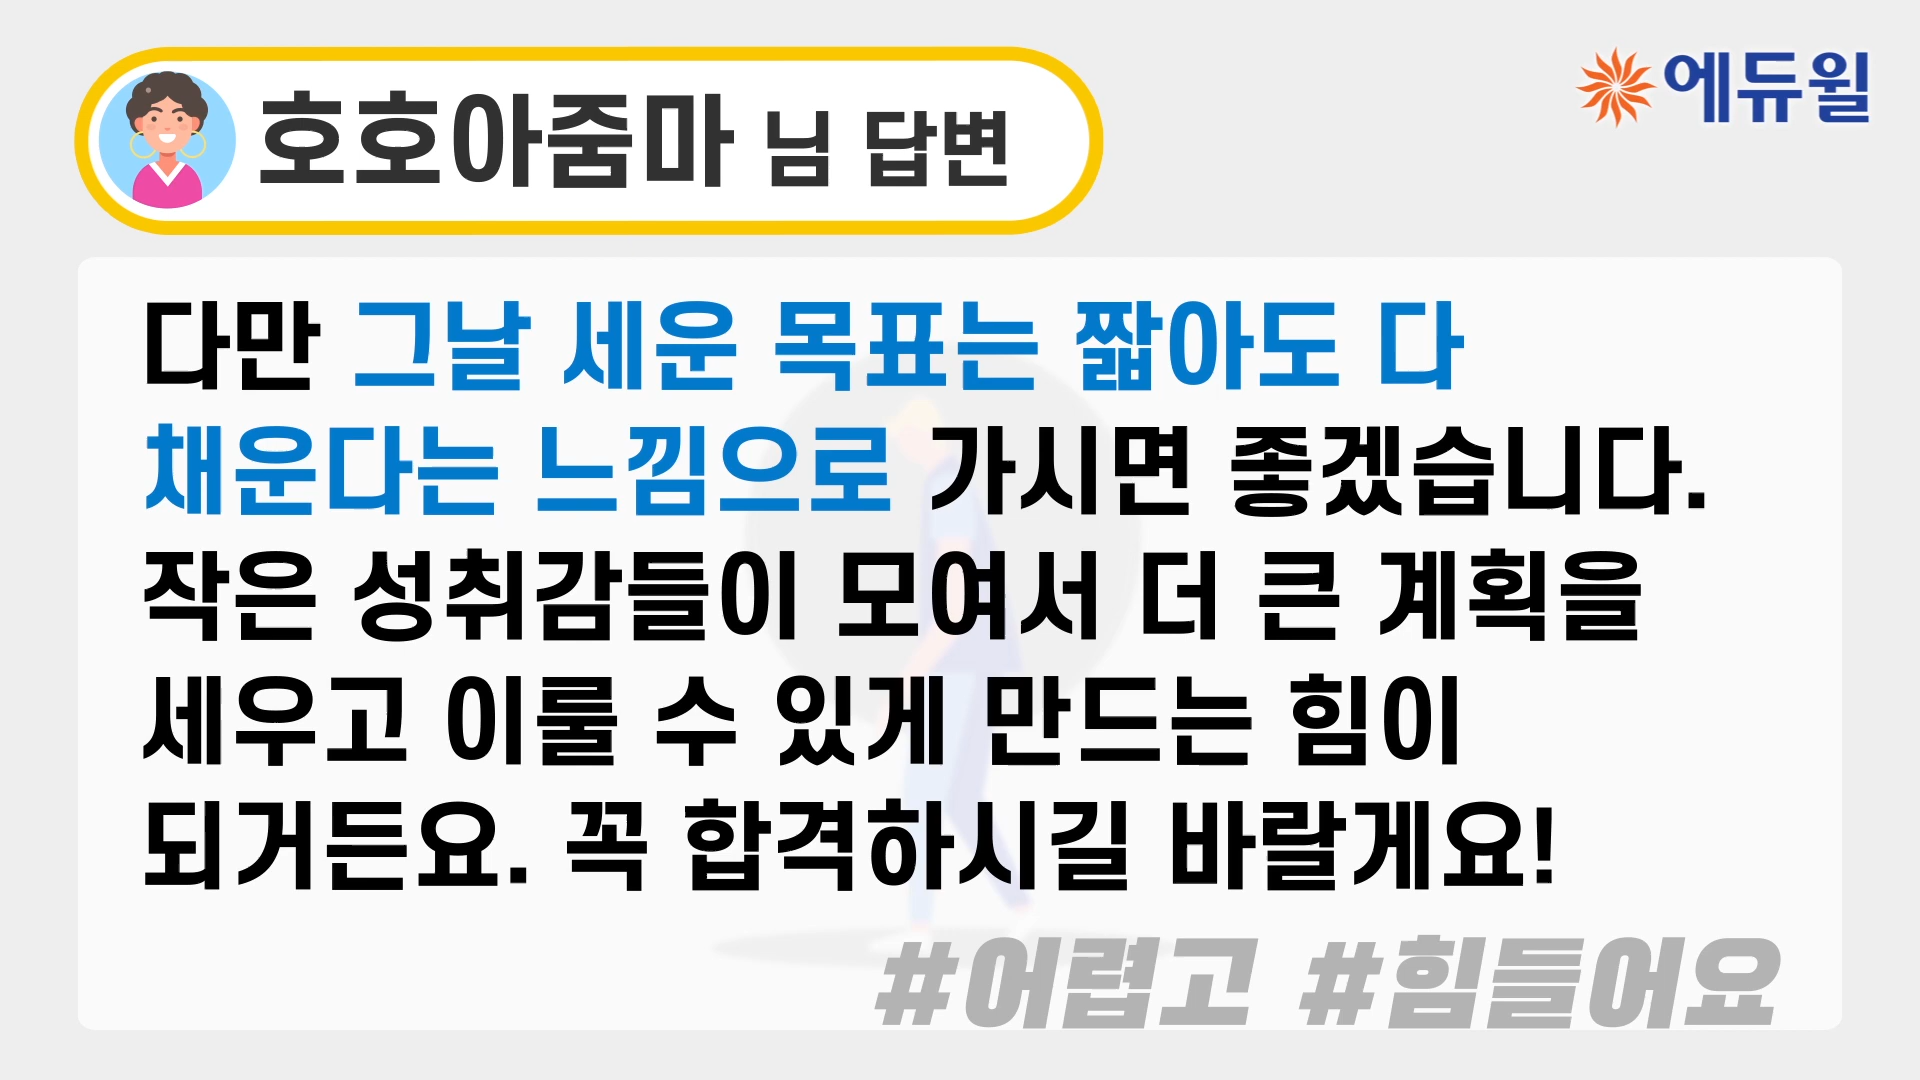 호호아줌마 님 답변
에듀윌
다만 그날 세운 목표는 짧아도 다
채운다는 느낌으로 가시면 좋겠습니다.
작은 성취감들이 모여서 더 큰 계획을
세우고 이룰 수 있게 만드는 힘이
되거든요. 꼭 합격하시길 바랄게요!
#어렵고 #힘들어요